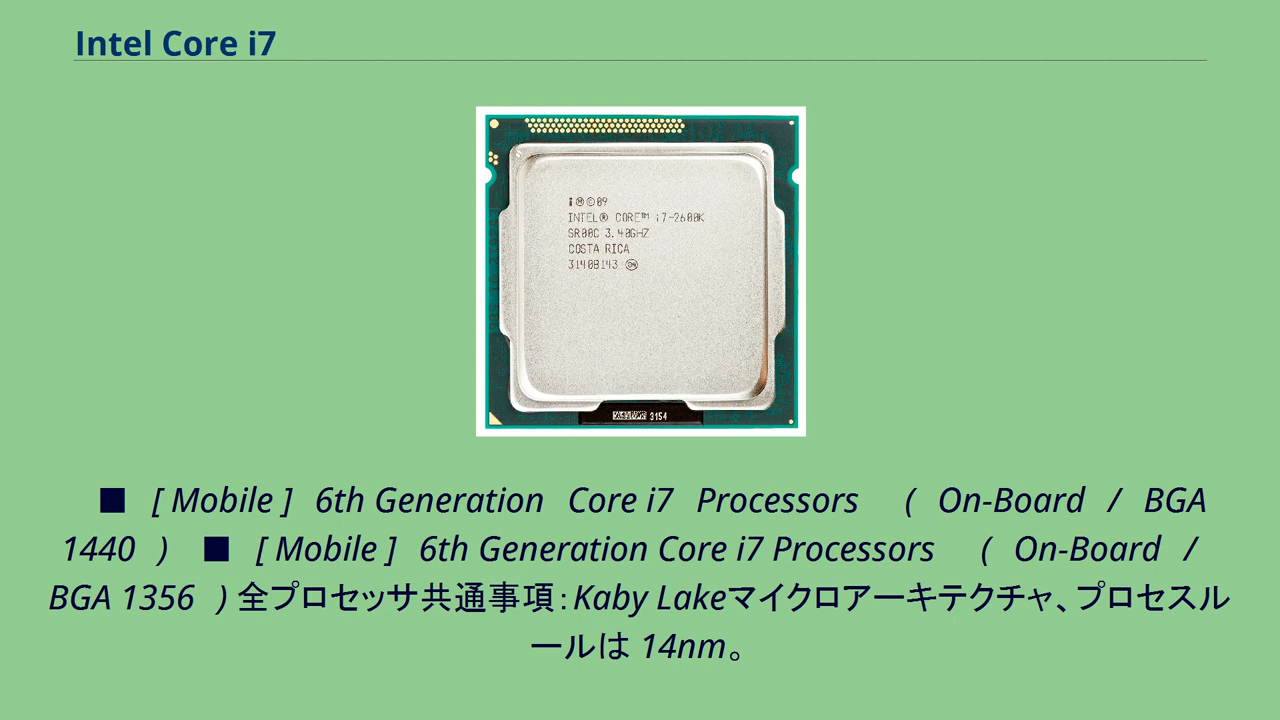 Intel Core i7
i Ⓜ©09
INTEL® CORE™ i7-2600K
SR00C 3.40GHZ
COSTA RICA
3140B143 e4
3154
■ [ Mobile ] 6th Generation Core i7 Processors ( On-Board / BGA
1440 ) ■ [ Mobile ] 6th Generation Core i7 Processors ( On-Board /
BGA 1356 ) 全プロセッサ共通事項：Kaby Lakeマイクロアーキテクチャ、プロセスル
ールは 14nm。